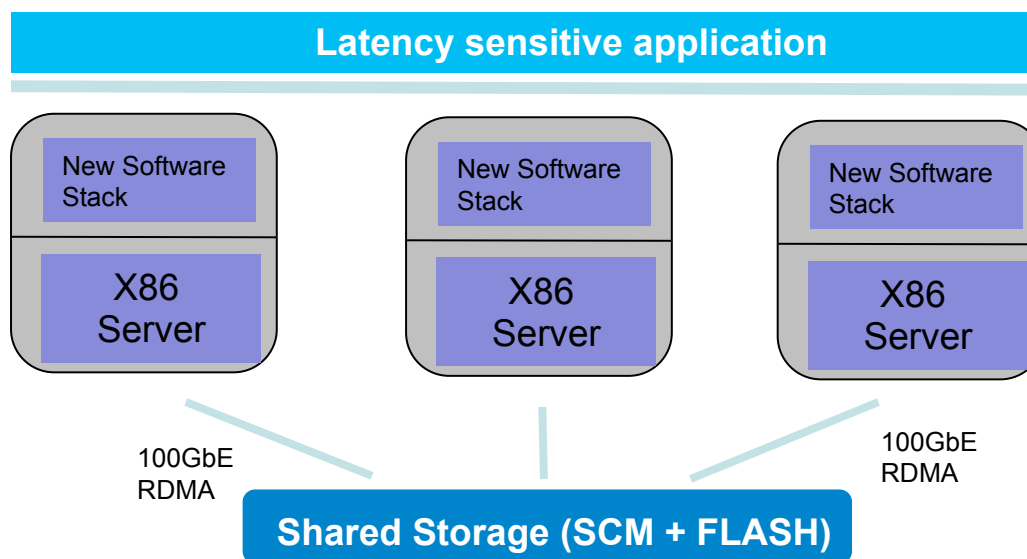 Latency sensitive application
New Software
Stack
X86
Server
New Software
Stack
X86
Server
New Software
Stack
X86
Server
100GbE
RDMA
100GbE
RDMA
Shared Storage (SCM + FLASH)